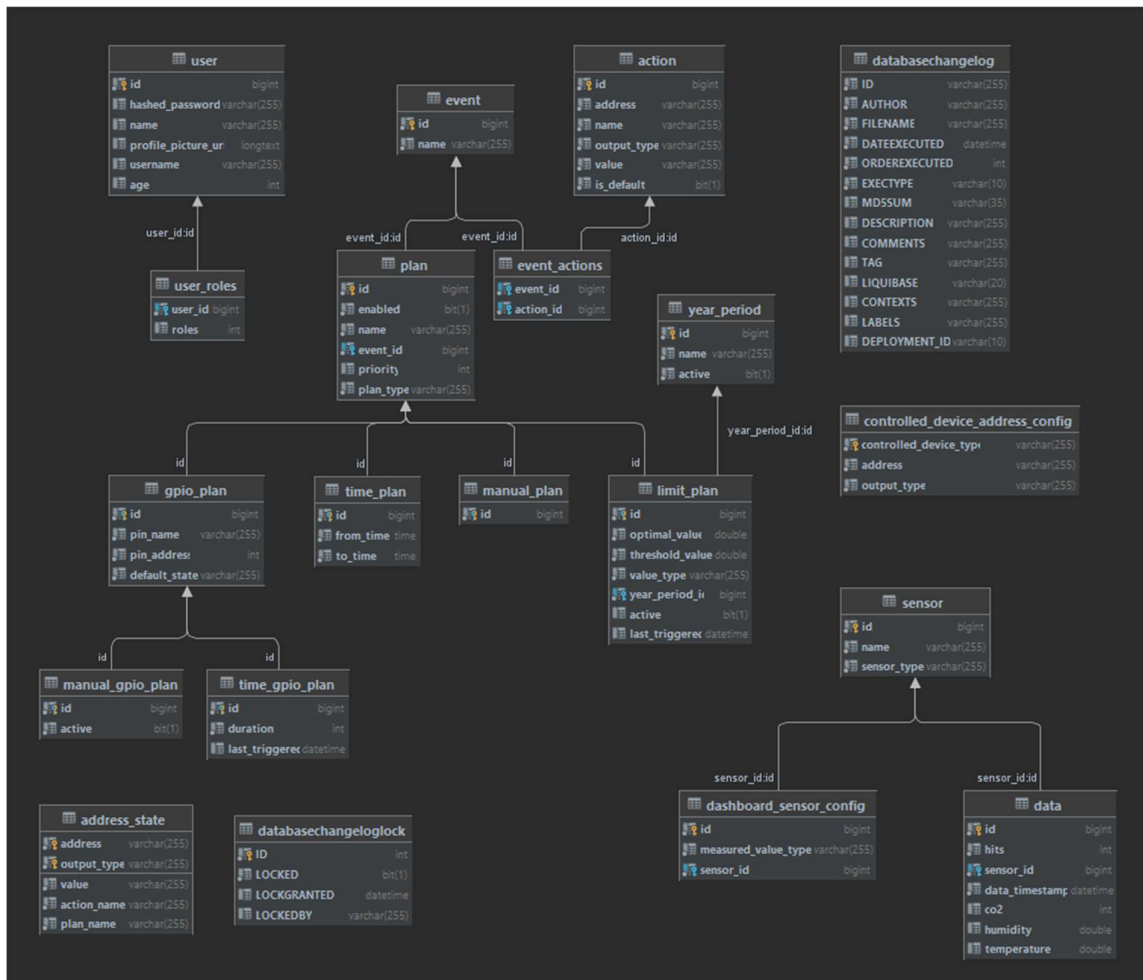 user
id bigint
hashed_password varchar(255)
name varchar(255)
profile_picture_url longtext
username varchar(255)
age int
user_id:id
user_roles
user_id bigint
roles int
event
id bigint
name varchar(255)
event_id:id
event_id:id
action
id bigint
address varchar(255)
name varchar(255)
output_type varchar(255)
value varchar(255)
is_default bit(1)
action_id:id
plan
id bigint
enabled bit(1)
name varchar(255)
event_id bigint
priority int
plan_type varchar(255)
event_actions
event_id bigint
action_id bigint
year_period
id bigint
name varchar(255)
active bit(1)
year_period_id:id
databasechangelog
ID varchar(255)
AUTHOR varchar(255)
FILENAME varchar(255)
DATEEXECUTED datetime
ORDEREXECUTED int
EXECTYPE varchar(10)
MD5SUM varchar(35)
DESCRIPTION varchar(255)
COMMENTS varchar(255)
TAG varchar(255)
LIQUIBASE varchar(20)
CONTEXTS varchar(255)
LABELS varchar(255)
DEPLOYMENT_ID varchar(10)
controlled_device_address_config
controlled_device_type varchar(255)
address varchar(255)
output_type varchar(255)
id
id
id
id
gpio_plan
id bigint
pin_name varchar(255)
pin_address int
default_state varchar(255)
time_plan
id bigint
from_time time
to_time time
manual_plan
id bigint
limit_plan
id bigint
optimal_value double
threshold_value double
value_type varchar(255)
year_period_id bigint
active bit(1)
last_triggered datetime
id
id
manual_gpio_plan
id bigint
active bit(1)
time_gpio_plan
id bigint
duration int
last_triggered datetime
sensor
id bigint
name varchar(255)
sensor_type varchar(255)
sensor_id:id
sensor_id:id
address_state
address varchar(255)
output_type varchar(255)
value varchar(255)
action_name varchar(255)
plan_name varchar(255)
databasechangeloglock
ID int
LOCKED bit(1)
LOCKGRANTED datetime
LOCKEDBY varchar(255)
dashboard_sensor_config
id bigint
measured_value_type varchar(255)
sensor_id bigint
data
id bigint
hits int
sensor_id bigint
data_timestamp datetime
co2 int
humidity double
temperature double